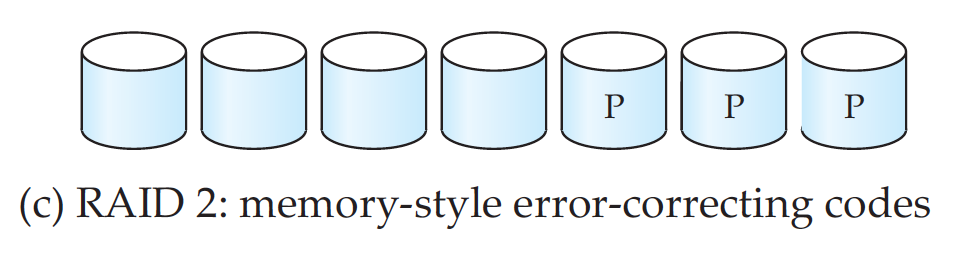 P P P
(c) RAID 2: memory-style error-correcting codes